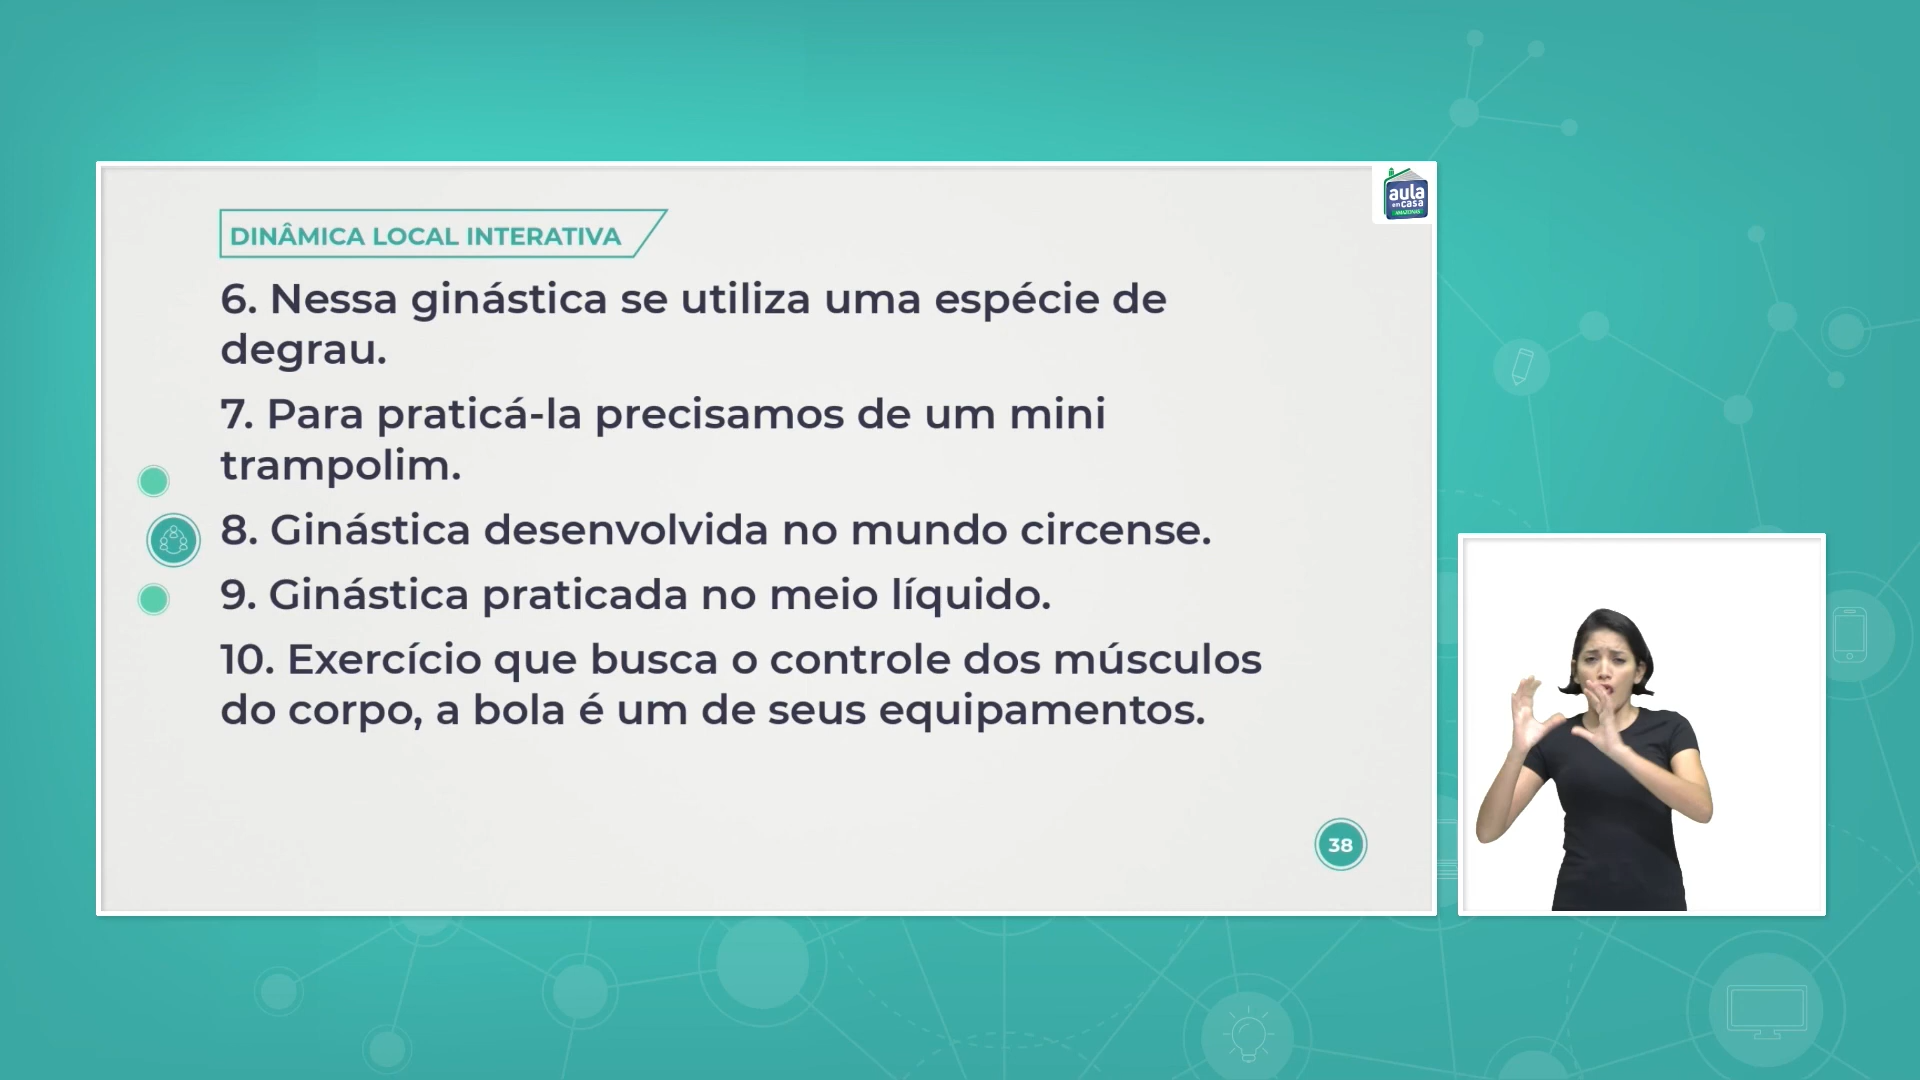 aula
em casa
AMAZONAS
DINÂMICA LOCAL INTERATIVA
6. Nessa ginástica se utiliza uma espécie de
degrau.
7. Para praticá-la precisamos de um mini
trampolim.
8. Ginástica desenvolvida no mundo circense.
9. Ginástica praticada no meio líquido.
10. Exercício que busca o controle dos músculos
do corpo, a bola é um de seus equipamentos.
38